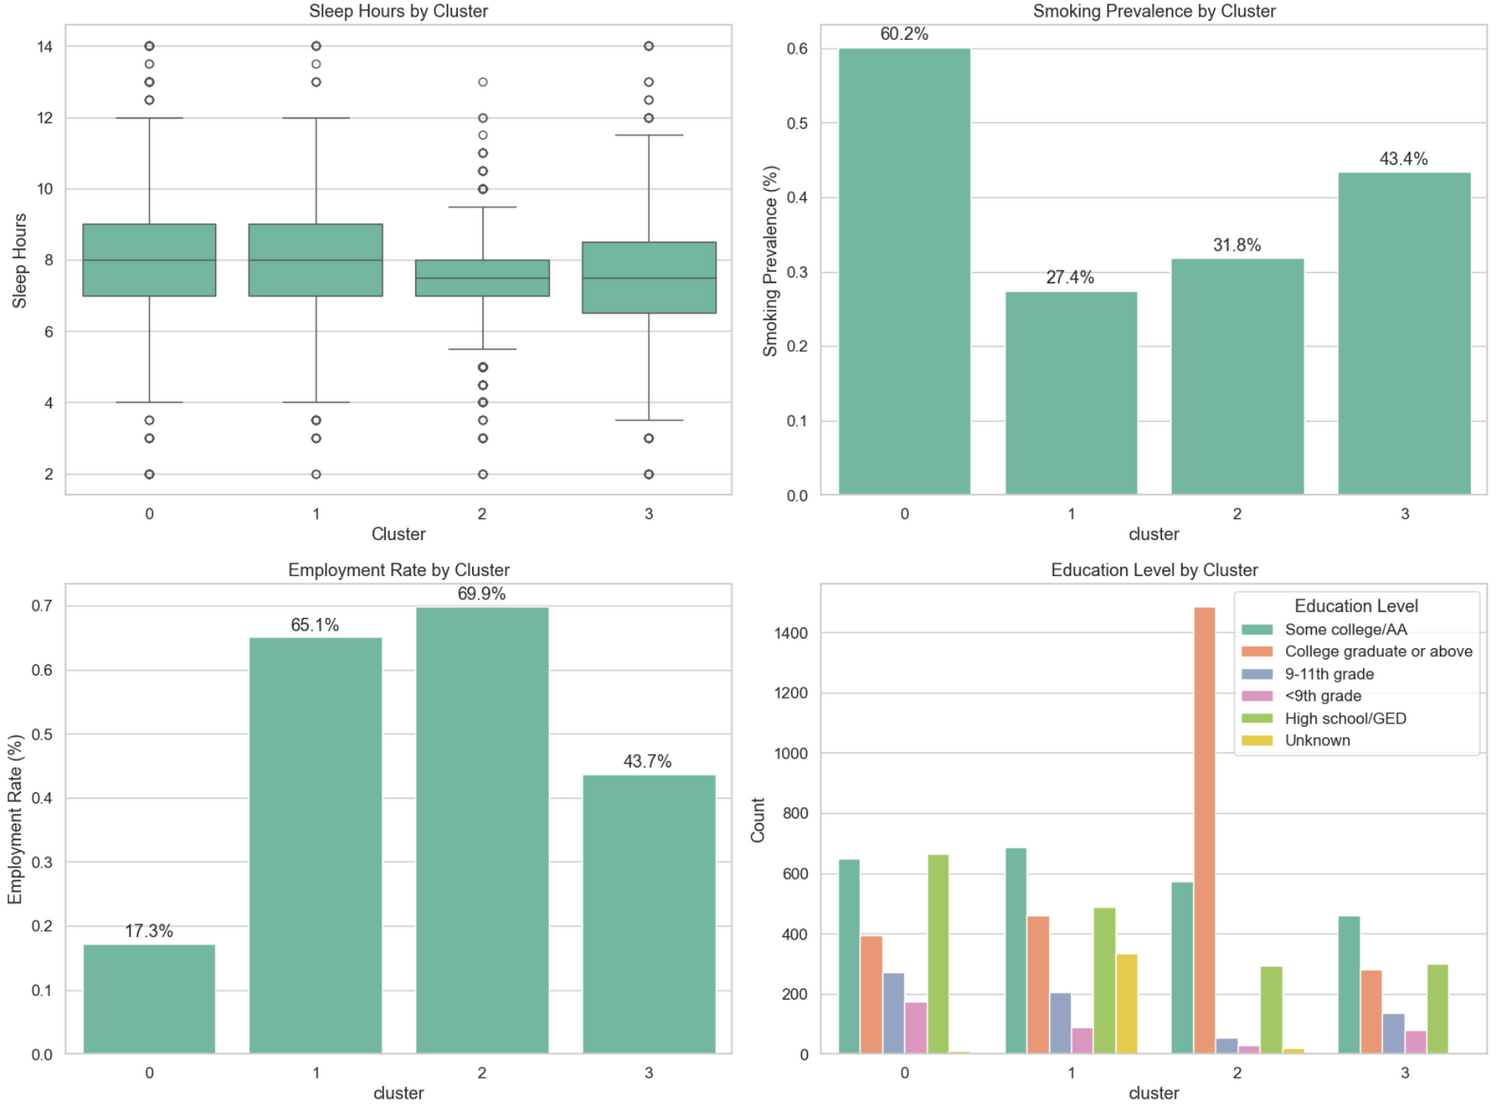 Sleep Hours by Cluster
14
12
10
8
6
4
2
Sleep Hours
0 1 2 3
Cluster
Smoking Prevalence by Cluster
0.6
0.5
0.4
0.3
0.2
0.1
0.0
Smoking Prevalence (%)
60.2%
27.4%
31.8%
43.4%
0 1 2 3
cluster
Employment Rate by Cluster
0.7
0.6
0.5
0.4
0.3
0.2
0.1
0.0
Employment Rate (%)
17.3%
65.1%
69.9%
43.7%
0 1 2 3
cluster
Education Level by Cluster
1400
1200
1000
800
600
400
200
0
Count
Education Level
Some college/AA
College graduate or above
9-11th grade
<9th grade
High school/GED
Unknown
0 1 2 3
cluster